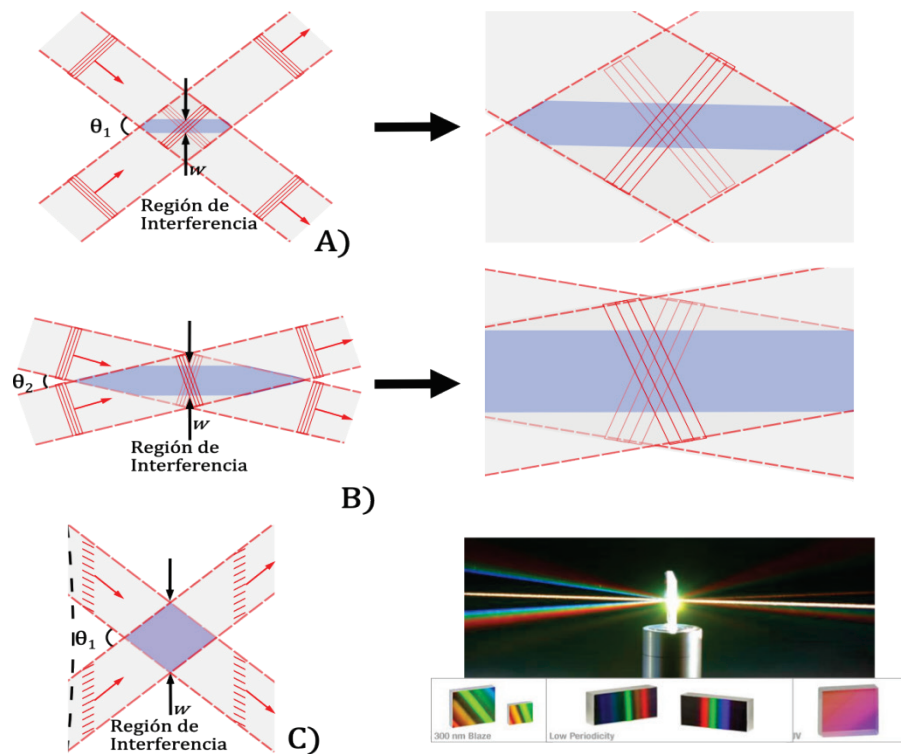 θ₁
w
Región de
Interferencia
A)
θ₂
w
Región de
Interferencia
B)
θ₁
w
Región de
Interferencia
C)
300 nm Blaze
Low Periodicity